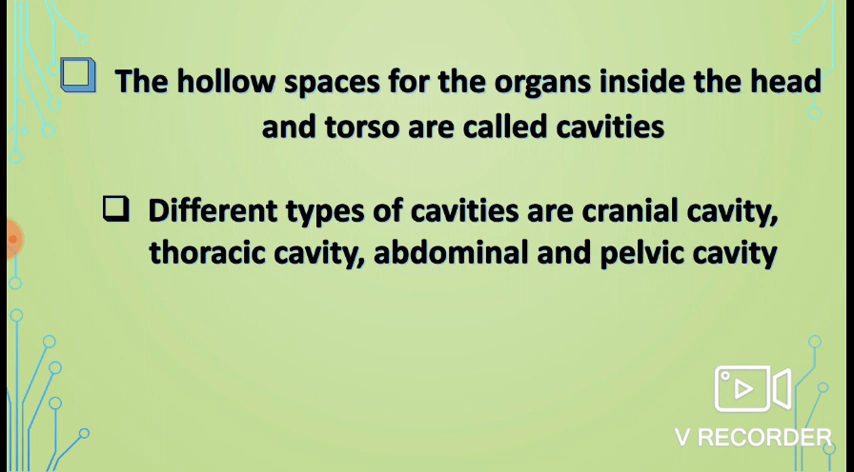 The hollow spaces for the organs inside the head
and torso are called cavities
Different types of cavities are cranial cavity,
thoracic cavity, abdominal and pelvic cavity
V RECORDER